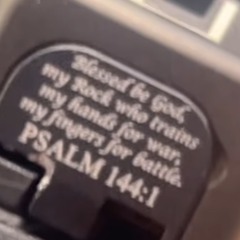 Blessed be God,
my Rock who trains
my hands for war,
my fingers for battle.
PSALM 144:1